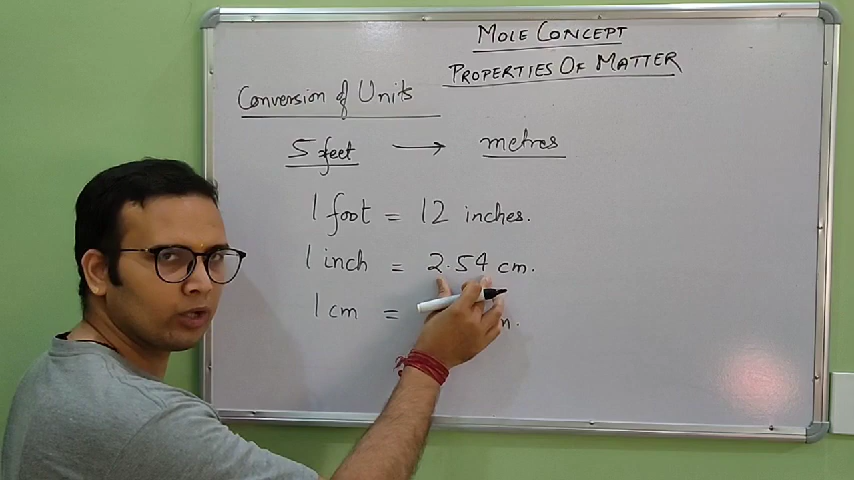 MOLE CONCEPT
PROPERTIES OF MATTER
Conversion of Units
5 feet → metres
1 foot = 12 inches.
1 inch = 2.54 cm.
1 cm =